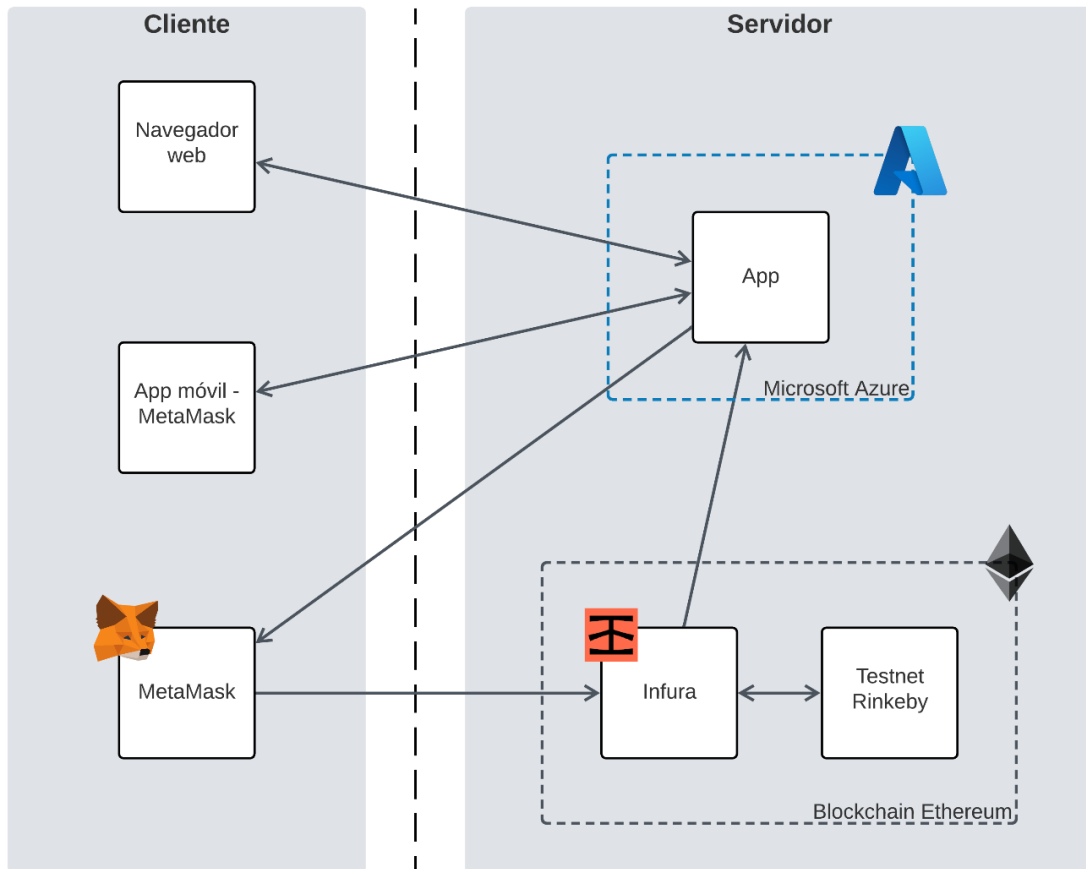 Cliente
Servidor
Navegador
web
App
App móvil -
MetaMask
Microsoft Azure
MetaMask
Infura
Testnet
Rinkeby
Blockchain Ethereum